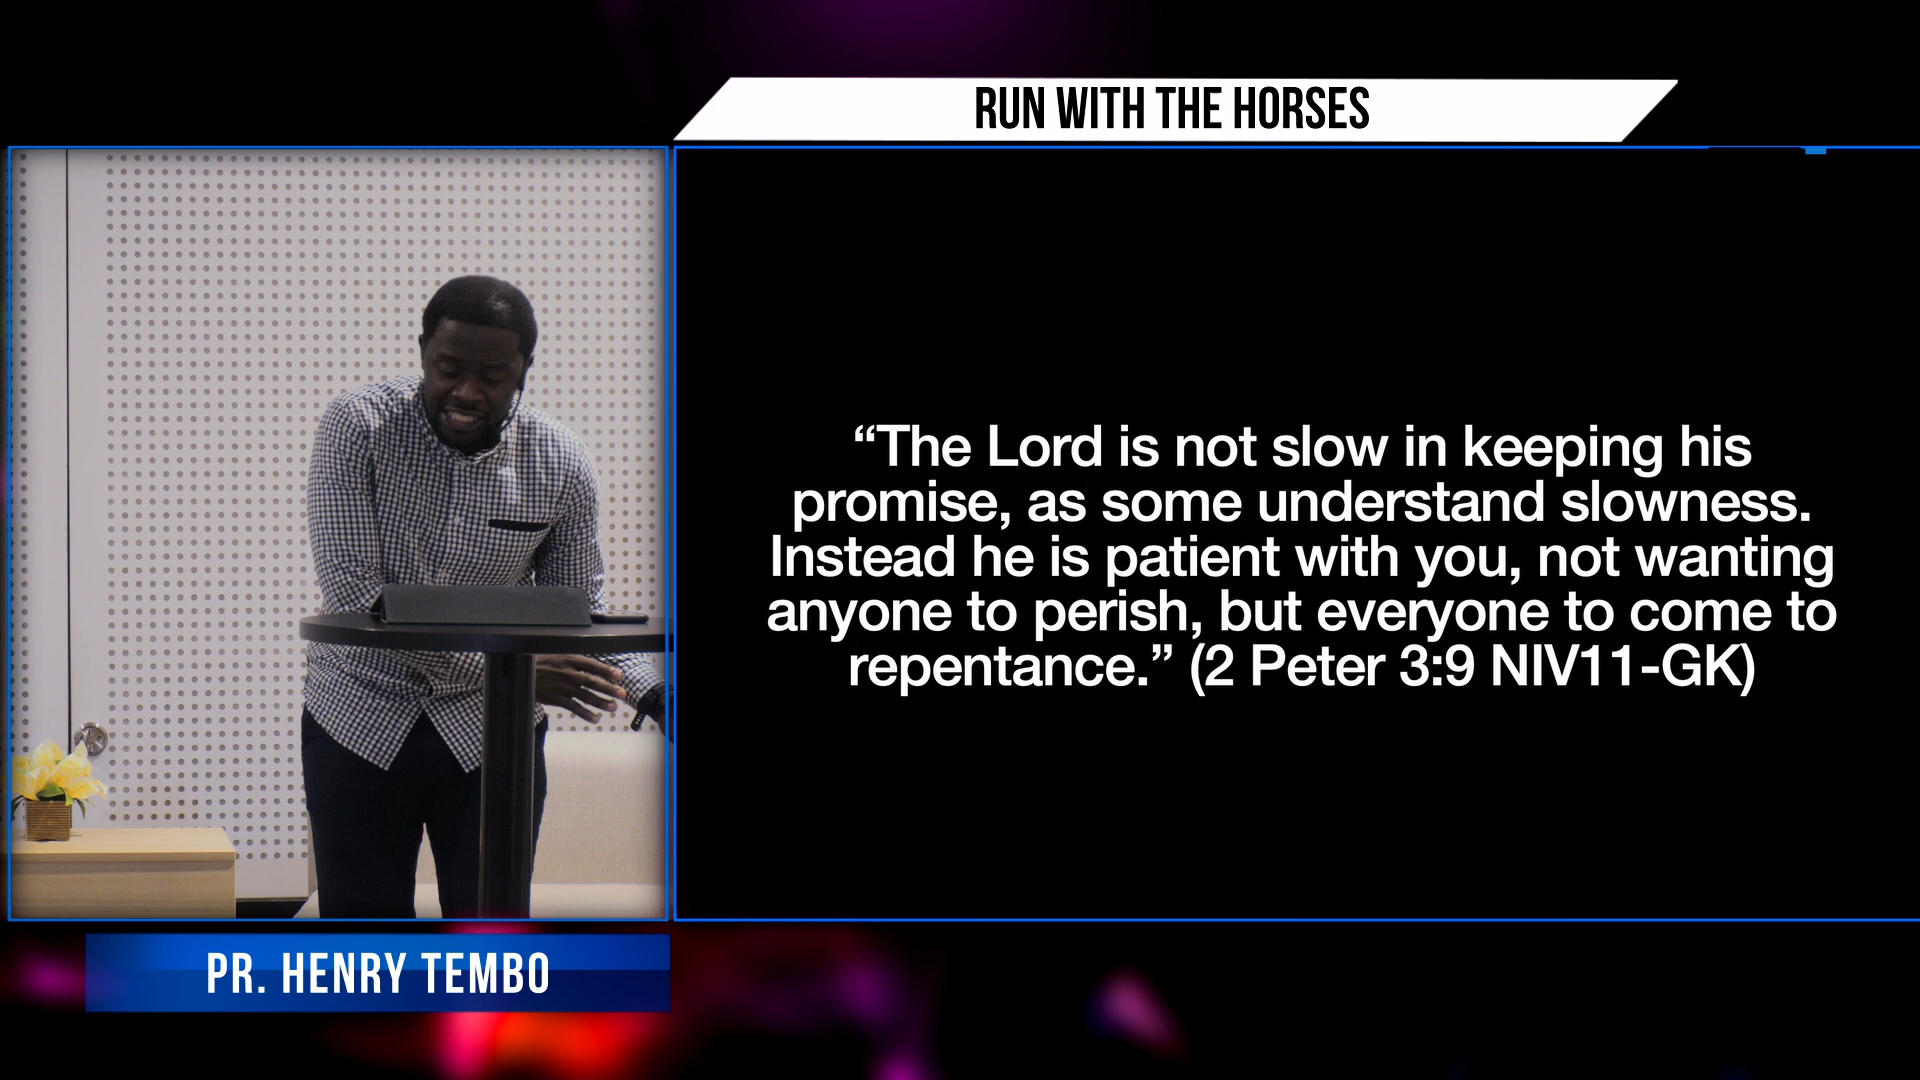 RUN WITH THE HORSES
“The Lord is not slow in keeping his
promise, as some understand slowness.
Instead he is patient with you, not wanting
anyone to perish, but everyone to come to
repentance.” (2 Peter 3:9 NIV11-GK)
PR. HENRY TEMBO